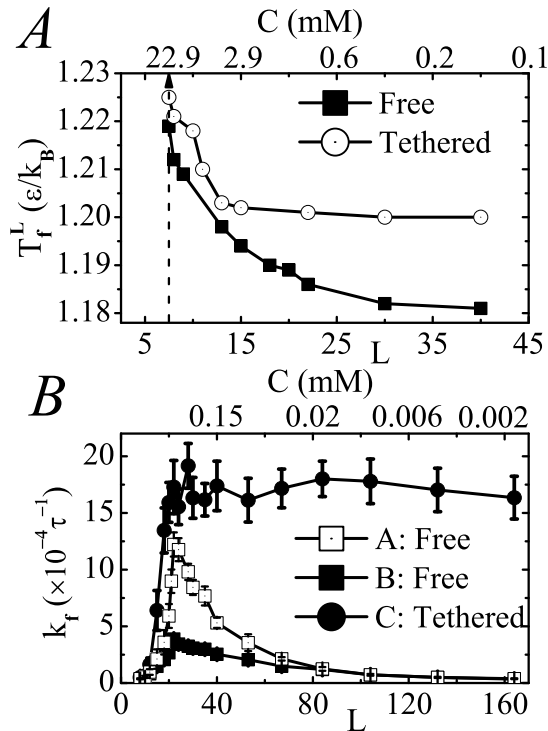 A
C (mM)
22.9 2.9 0.6 0.2 0.1
1.23
1.22
1.21
1.20
1.19
1.18
T_f^L (ε/k_B)
Free
Tethered
5 15 25 35 45
L
B
C (mM)
0.15 0.02 0.006 0.002
20
15
10
5
0
k_f (×10^-4 τ^-1)
A: Free
B: Free
C: Tethered
0 40 80 120 160
L